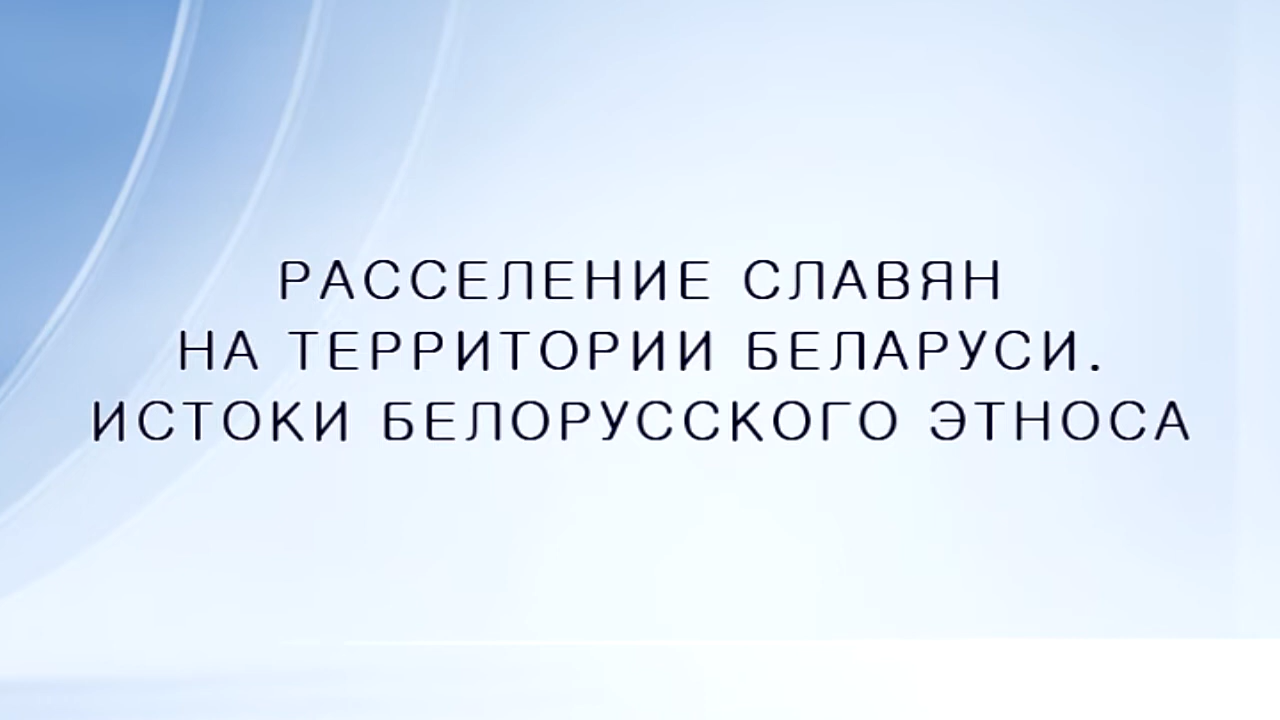 РАССЕЛЕНИЕ СЛАВЯН
НА ТЕРРИТОРИИ БЕЛАРУСИ.
ИСТОКИ БЕЛОРУССКОГО ЭТНОСА